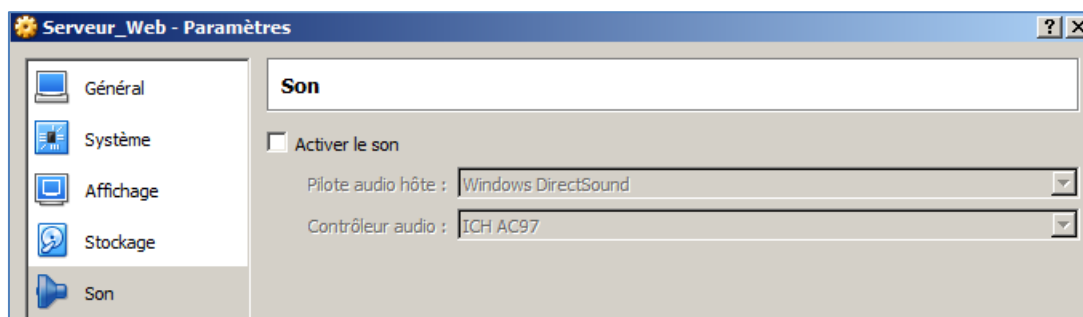 Serveur_Web - Paramètres
Général
Système
Affichage
Stockage
Son
Son
Activer le son
Pilote audio hôte : Windows DirectSound
Contrôleur audio : ICH AC97